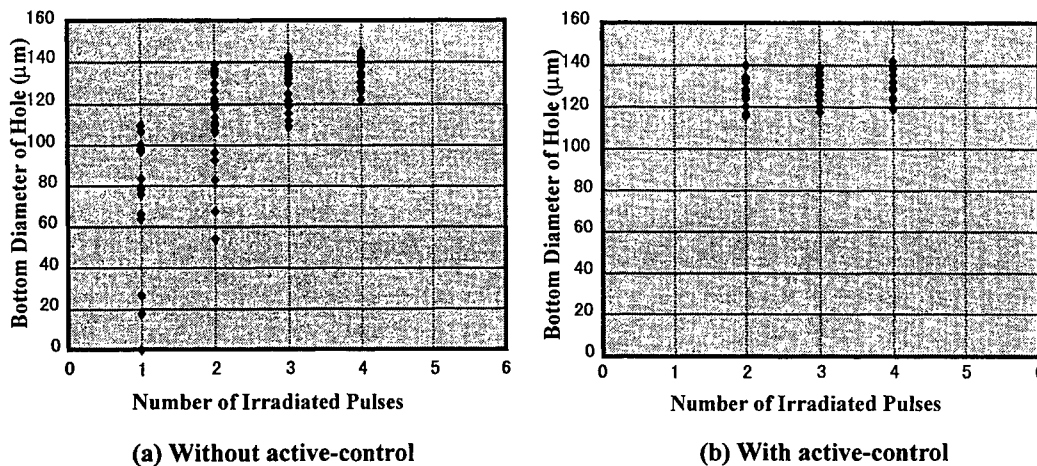 160
140
120
100
80
60
40
20
0
0 1 2 3 4 5 6
Bottom Diameter of Hole (μm)
Number of Irradiated Pulses
(a) Without active-control
160
140
120
100
80
60
40
20
0
0 1 2 3 4 5 6
Bottom Diameter of Hole (μm)
Number of Irradiated Pulses
(b) With active-control